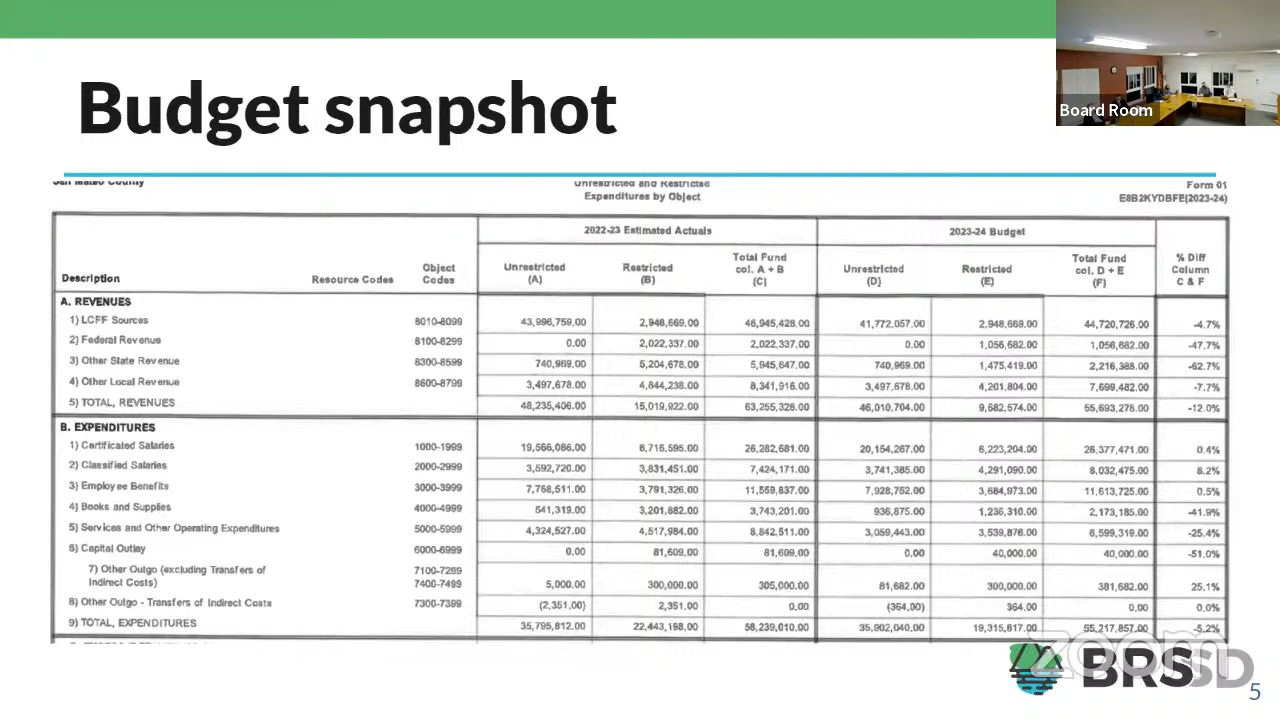 Board Room
Budget snapshot
San Mateo County Unrestricted and Restricted Form 01
Expenditures by Object E8B2KYDBFE(2023-24)
2022-23 Estimated Actuals 2023-24 Budget
Description Resource Codes Object Codes Unrestricted (A) Restricted (B) Total Fund col. A + B (C) Unrestricted (D) Restricted (E) Total Fund col. D + E (F) % Diff Column C & F
A. REVENUES
1) LCFF Sources 8010-8099 43,996,759.00 2,948,669.00 46,945,428.00 41,772,057.00 2,948,669.00 44,720,726.00 -4.7%
2) Federal Revenue 8100-8299 0.00 2,022,337.00 2,022,337.00 0.00 1,056,682.00 1,056,682.00 -47.7%
3) Other State Revenue 8300-8599 740,969.00 5,204,678.00 5,945,647.00 740,969.00 1,475,419.00 2,216,388.00 -62.7%
4) Other Local Revenue 8600-8799 3,497,678.00 4,844,238.00 8,341,916.00 3,497,678.00 4,201,804.00 7,699,482.00 -7.7%
5) TOTAL, REVENUES 48,235,406.00 15,019,922.00 63,255,328.00 46,010,704.00 9,682,574.00 55,693,278.00 -12.0%
B. EXPENDITURES
1) Certificated Salaries 1000-1999 19,566,086.00 6,716,595.00 26,282,681.00 20,154,267.00 6,223,204.00 26,377,471.00 0.4%
2) Classified Salaries 2000-2999 3,592,720.00 3,831,451.00 7,424,171.00 3,741,385.00 4,291,090.00 8,032,475.00 8.2%
3) Employee Benefits 3000-3999 7,768,511.00 3,791,326.00 11,559,837.00 7,928,752.00 3,684,973.00 11,613,725.00 0.5%
4) Books and Supplies 4000-4999 541,319.00 3,201,882.00 3,743,201.00 936,875.00 1,236,310.00 2,173,185.00 -41.9%
5) Services and Other Operating Expenditures 5000-5999 4,324,527.00 4,517,984.00 8,842,511.00 3,059,443.00 3,539,876.00 6,599,319.00 -25.4%
6) Capital Outlay 6000-6999 0.00 81,609.00 81,609.00 0.00 40,000.00 40,000.00 -51.0%
7) Other Outgo (excluding Transfers of 7100-7299
Indirect Costs) 7400-7499 5,000.00 300,000.00 305,000.00 81,682.00 300,000.00 381,682.00 25.1%
8) Other Outgo - Transfers of Indirect Costs 7300-7399 (2,351.00) 2,351.00 0.00 (364.00) 364.00 0.00 0.0%
9) TOTAL, EXPENDITURES 35,795,812.00 22,443,198.00 58,239,010.00 35,902,040.00 19,315,817.00 55,217,857.00 -5.2%
zoom
BRSSD
5